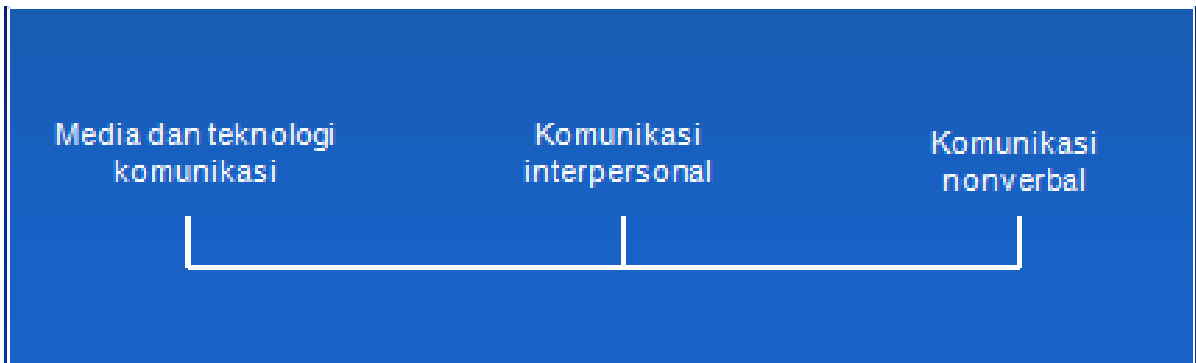 Media dan teknologi
komunikasi
Komunikasi
interpersonal
Komunikasi
nonverbal